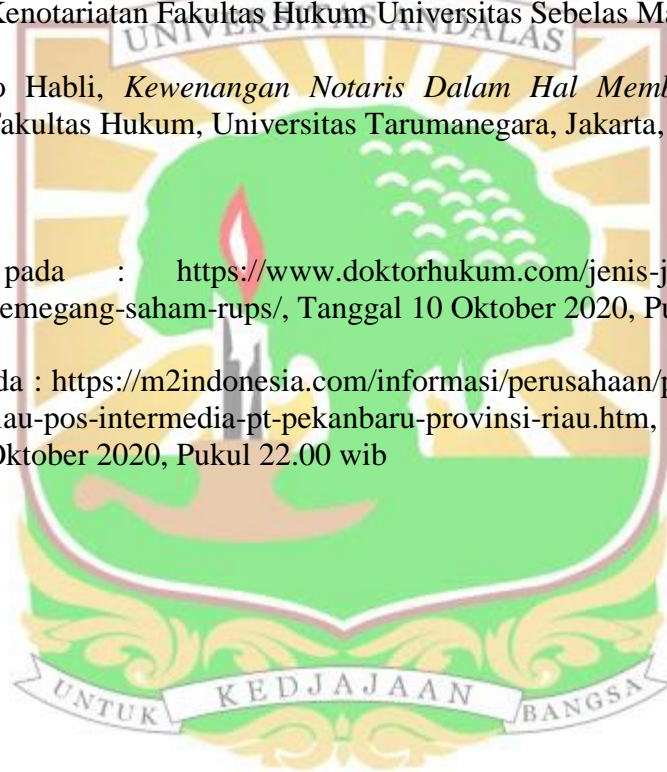 Kenotariatan Fakultas Hukum Universitas Sebelas Ma
UNIVERSITAS ANDALAS
o Habli, Kewenangan Notaris Dalam Hal Memb
Fakultas Hukum, Universitas Tarumanegara, Jakarta,
pada : https://www.doktorhukum.com/jenis-j
emegang-saham-rups/, Tanggal 10 Oktober 2020, Pu
da : https://m2indonesia.com/informasi/perusahaan/p
iau-pos-intermedia-pt-pekanbaru-provinsi-riau.htm,
Oktober 2020, Pukul 22.00 wib
UNTUK KEDJAJAAN BANGSA